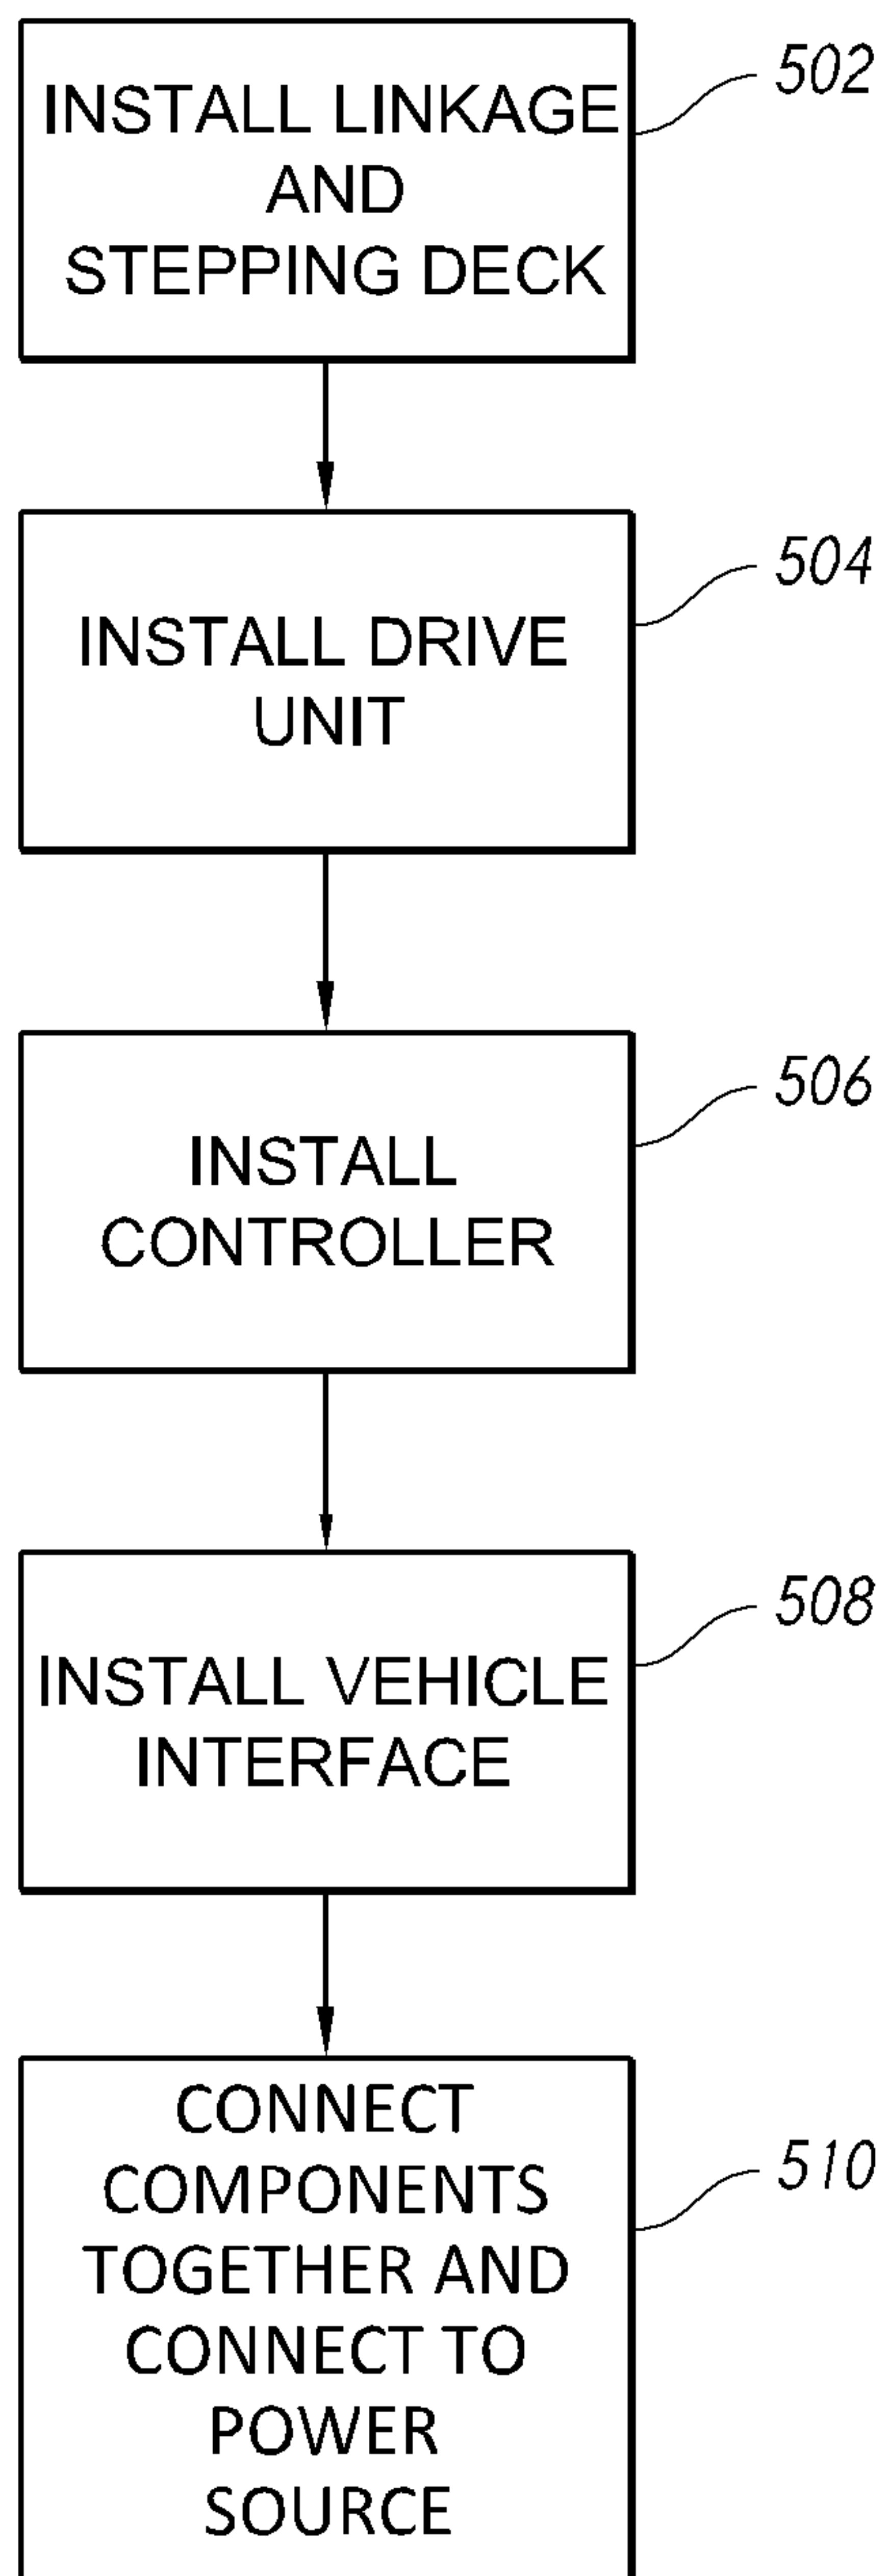 INSTALL LINKAGE
AND
STEPPING DECK
502
INSTALL DRIVE
UNIT
504
INSTALL
CONTROLLER
506
INSTALL VEHICLE
INTERFACE
508
CONNECT
COMPONENTS
TOGETHER AND
CONNECT TO
POWER
SOURCE
510